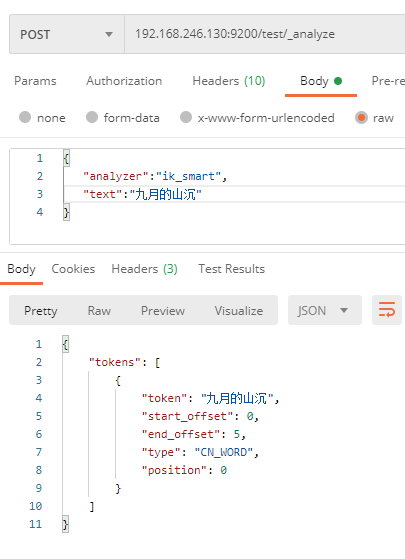 POST 192.168.246.130:9200/test/_analyze
Params Authorization Headers (10) Body Pre-re
none form-data x-www-form-urlencoded raw
1 {
2 "analyzer":"ik_smart",
3 "text":"九月的山沉"
4 }
Body Cookies Headers (3) Test Results
Pretty Raw Preview Visualize JSON
1 {
2 "tokens": [
3 {
4 "token": "九月的山沉",
5 "start_offset": 0,
6 "end_offset": 5,
7 "type": "CN_WORD",
8 "position": 0
9 }
10 ]
11 }